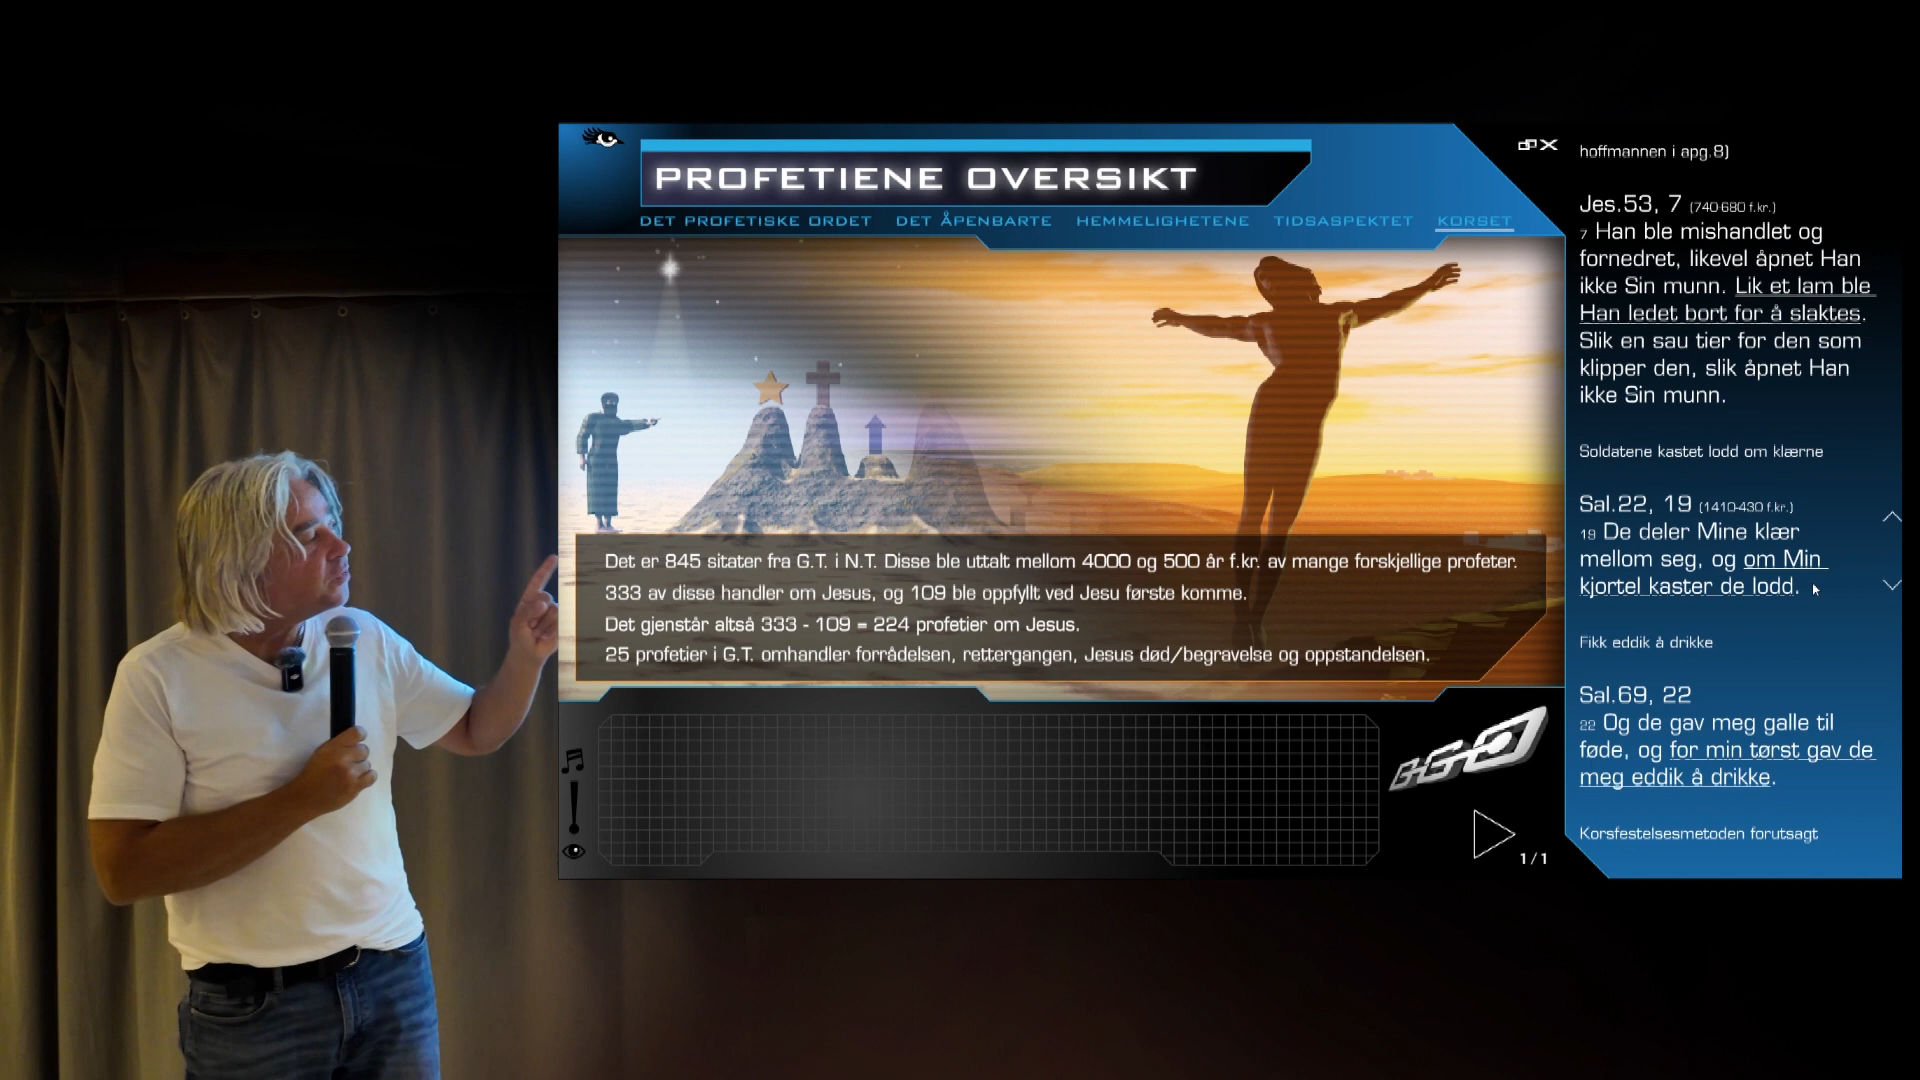 PROFETIENE OVERSIKT
DET PROFETISKE ORDET DET ÅPENBARTE HEMMELIGHETENE TIDSASPEKTET KORSET
Det er 845 sitater fra G.T. i N.T. Disse ble uttalt mellom 4000 og 500 år f.kr. av mange forskjellige profeter.
333 av disse handler om Jesus, og 109 ble oppfyllt ved Jesu første komme.
Det gjenstår altså 333 - 109 = 224 profetier om Jesus.
25 profetier i G.T. omhandler forrådelsen, rettergangen, Jesus død/begravelse og oppstandelsen.
1/1
hoffmannen i apg.8)
Jes.53, 7 (740-680 f.kr.)
7 Han ble mishandlet og
fornedret, likevel åpnet Han
ikke Sin munn. Lik et lam ble
Han ledet bort for å slaktes.
Slik en sau tier for den som
klipper den, slik åpnet Han
ikke Sin munn.
Soldatene kastet lodd om klærne
Sal.22, 19 (1410-430 f.kr.)
19 De deler Mine klær
mellom seg, og om Min
kjortel kaster de lodd.
Fikk eddik å drikke
Sal.69, 22
22 Og de gav meg galle til
føde, og for min tørst gav de
meg eddik å drikke.
Korsfestelsesmetoden forutsagt